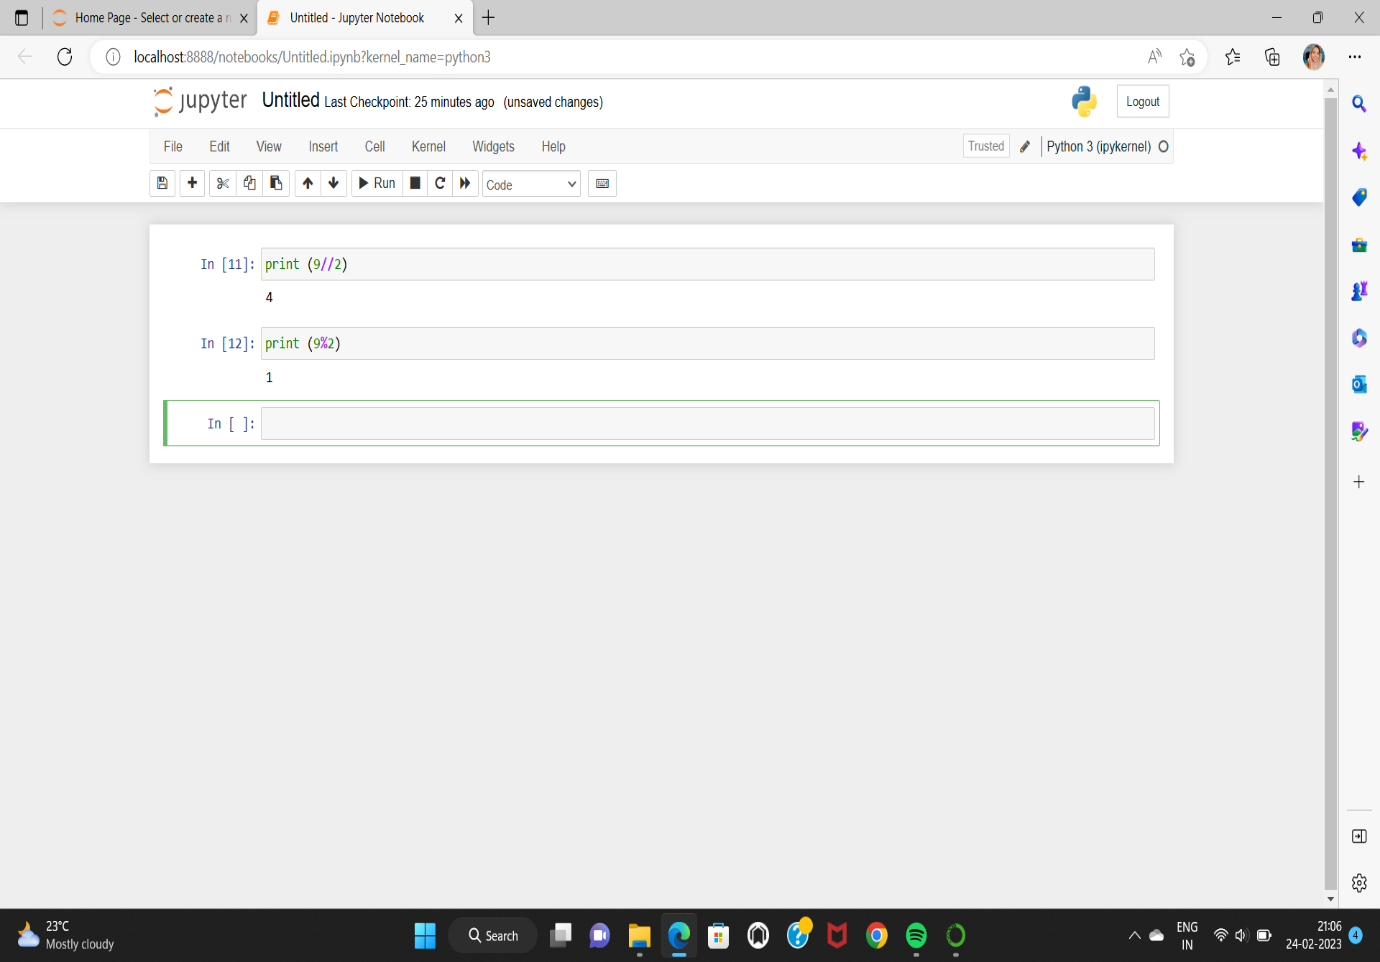 Home Page - Select or create a n
Untitled - Jupyter Notebook
localhost:8888/notebooks/Untitled.ipynb?kernel_name=python3
jupyter Untitled Last Checkpoint: 25 minutes ago (unsaved changes)
Logout
File Edit View Insert Cell Kernel Widgets Help
Trusted Python 3 (ipykernel)
Run Code
In [11]: print (9//2)
4
In [12]: print (9%2)
1
In [ ]:
23°C
Mostly cloudy
Search
ENG
IN
21:06
24-02-2023
4